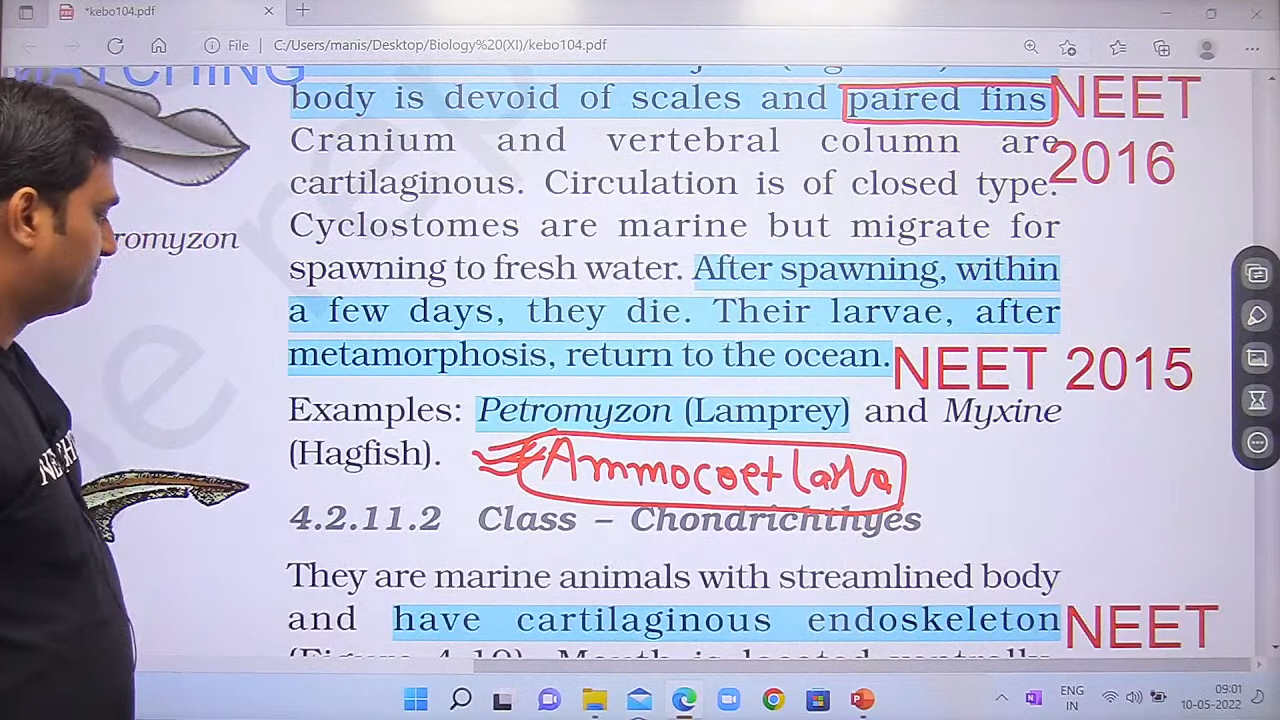 *kebo104.pdf
File
C:/Users/manis/Desktop/Biology%20(XI)/kebo104.pdf
MATCHING
body is devoid of scales and paired fins
NEET
2016
Cranium and vertebral column are
cartilaginous. Circulation is of closed type.
Cyclostomes are marine but migrate for
romyzon
spawning to fresh water. After spawning, within
a few days, they die. Their larvae, after
metamorphosis, return to the ocean.
NEET 2015
Examples: Petromyzon (Lamprey) and Myxine
(Hagfish).
Ammocoet larva
4.2.11.2 Class – Chondrichthyes
They are marine animals with streamlined body
and have cartilaginous endoskeleton
NEET
ENG
IN
09:01
10-05-2022